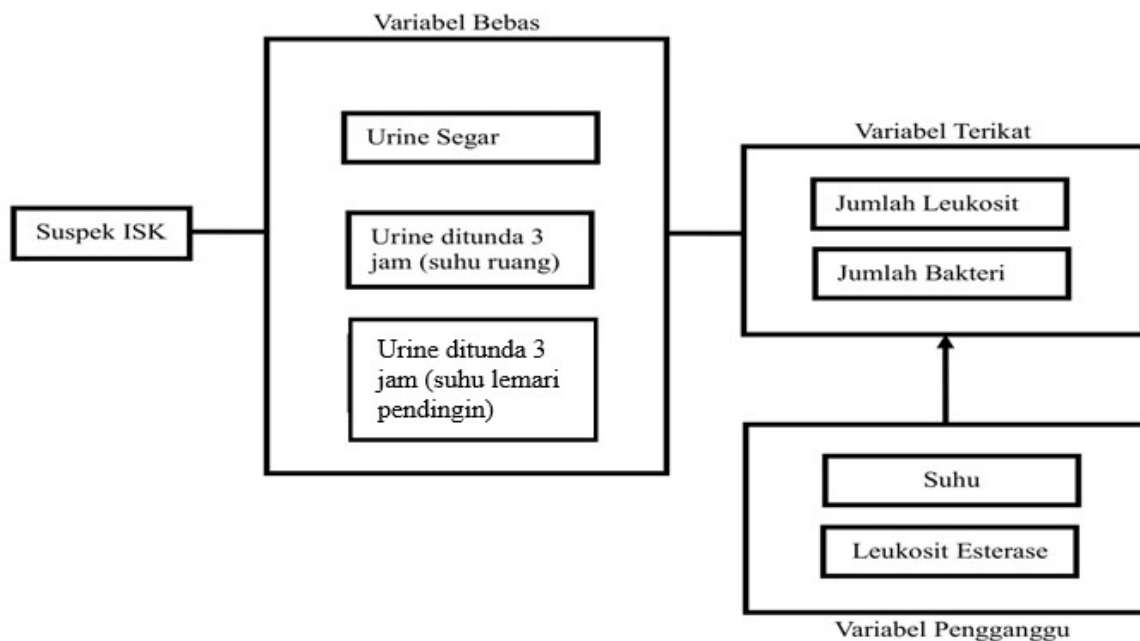 Variabel Bebas
Urine Segar
Urine ditunda 3
jam (suhu ruang)
Urine ditunda 3
jam (suhu lemari
pendingin)
Suspek ISK
Variabel Terikat
Jumlah Leukosit
Jumlah Bakteri
Suhu
Leukosit Esterase
Variabel Pengganggu